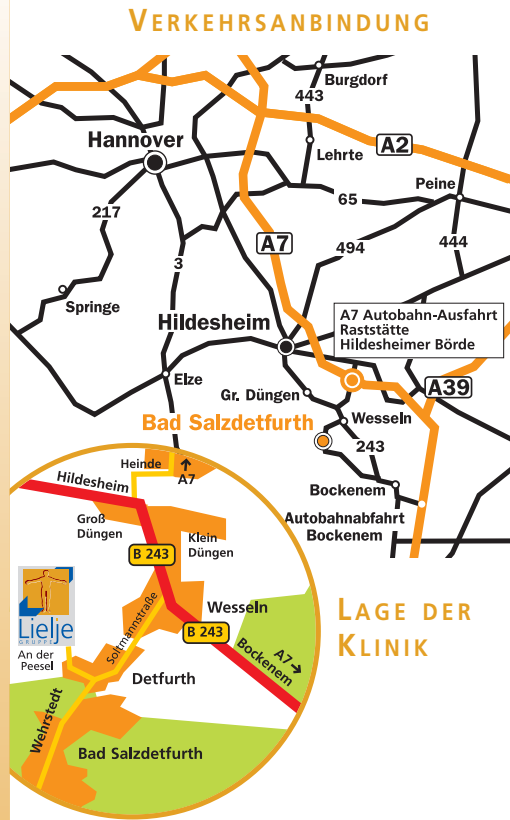 VERKEHRSANBINDUNG
Burgdorf
443
Hannover
Lehrte
A2
Peine
65
217
A7
494
444
3
Springe
A7 Autobahn-Ausfahrt
Raststätte
Hildesheimer Börde
Hildesheim
Elze
Gr. Düngen
A39
Bad Salzdetfurth
Wesseln
243
Bockenem
Autobahnabfahrt
Bockenem
Heinde
A7
Hildesheim
Groß
Düngen
Klein
Düngen
B 243
Soltmannstraße
Wesseln
B 243
Lielje
GRUPPE
An der
Peesel
A7
Bockenem
Detfurth
Wehrstedt
Bad Salzdetfurth
LAGE DER
KLINIK